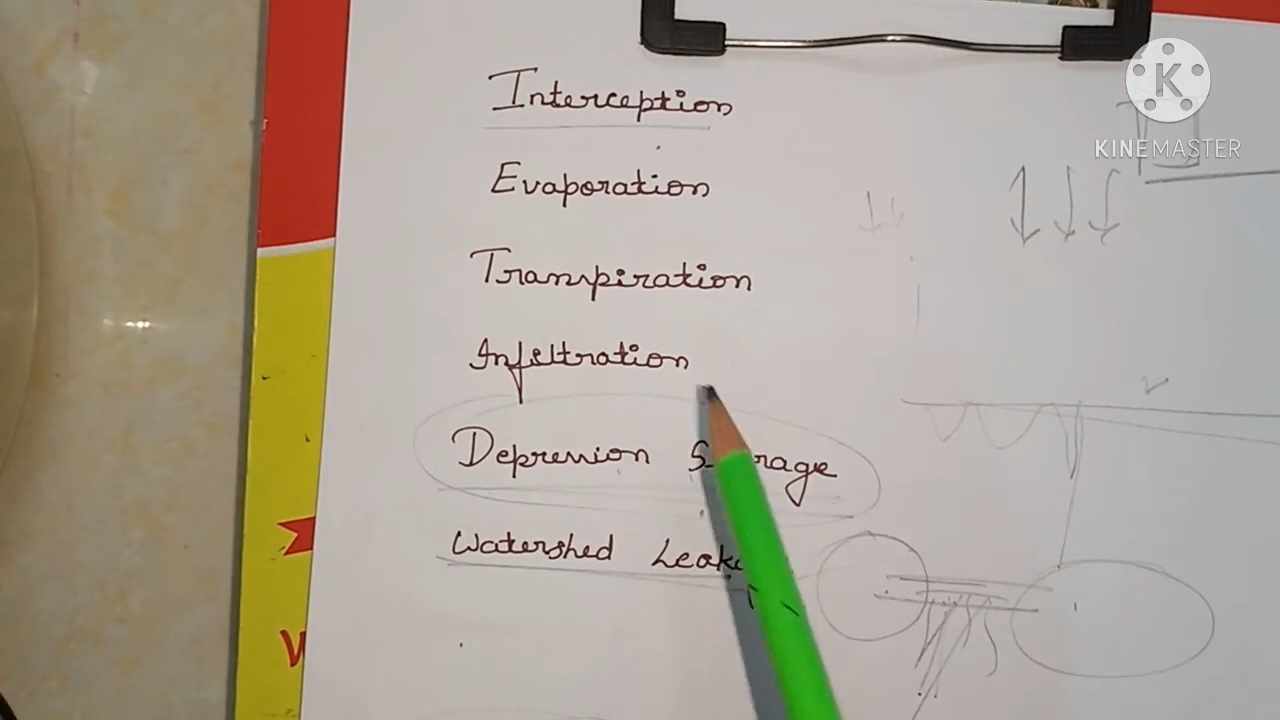 Interception
KINEMASTER
Evaporation
Transpiration
Infiltration
Depression
Watershed